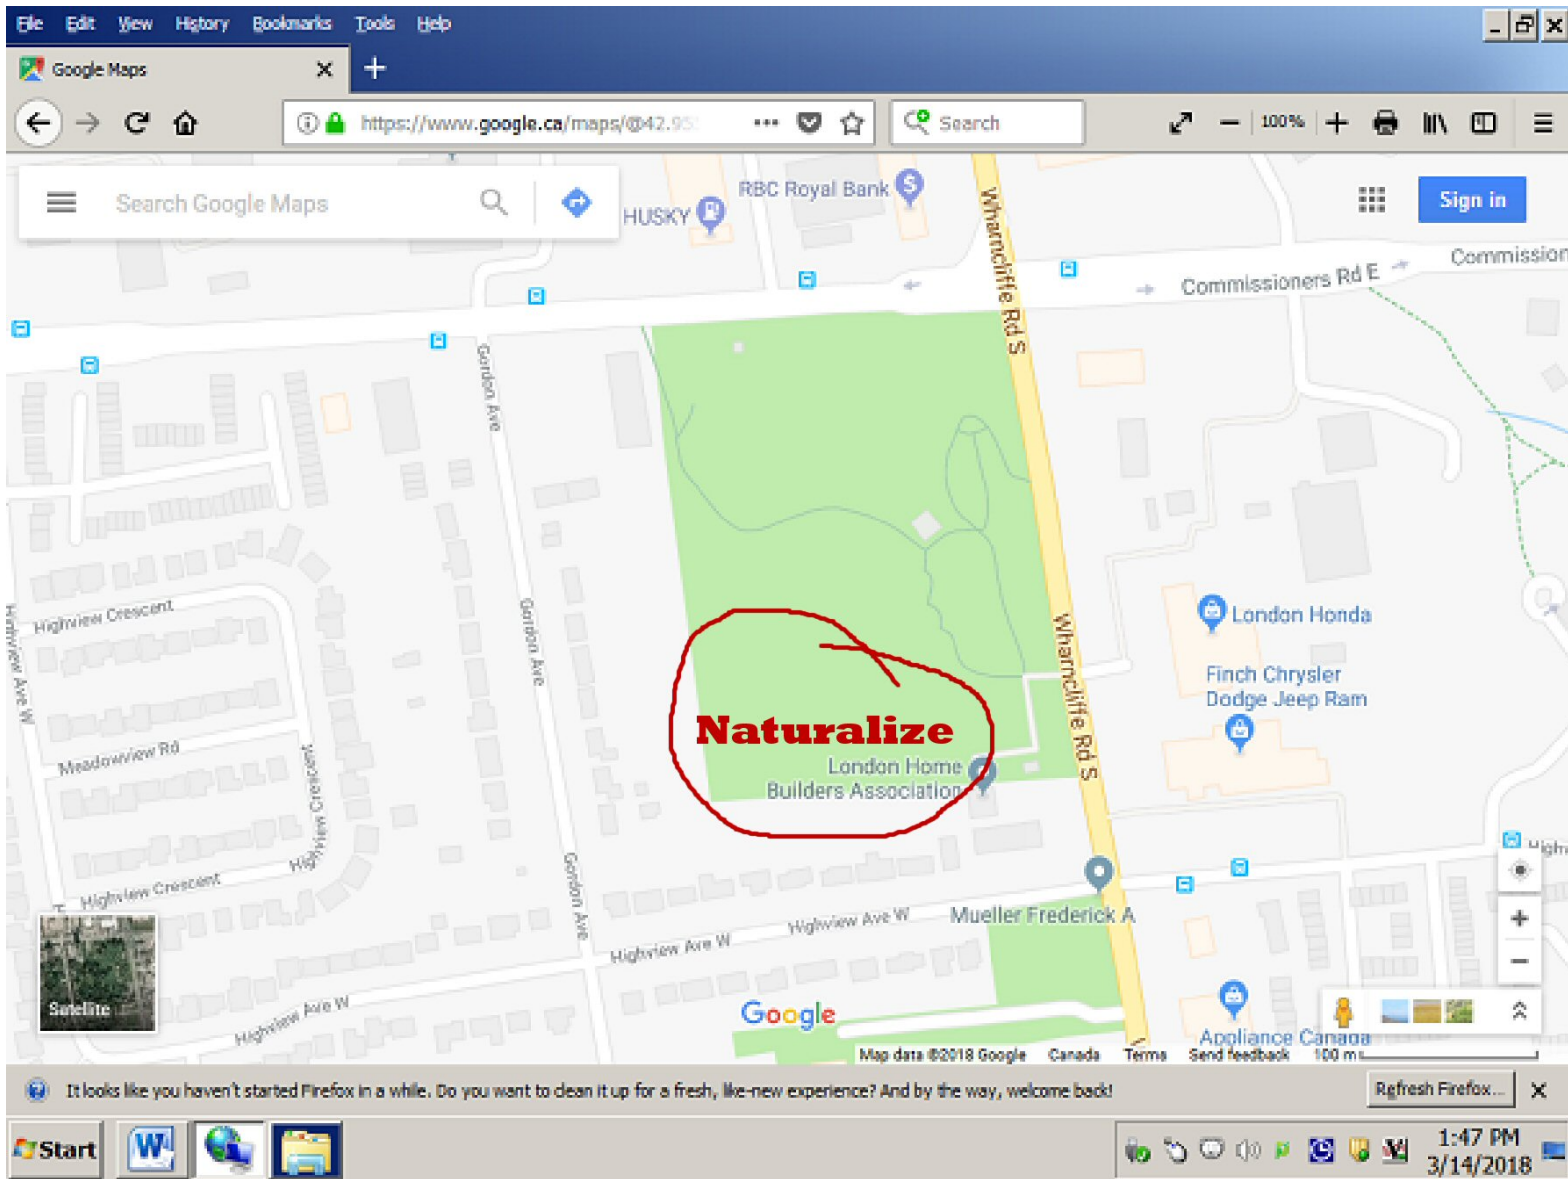 File Edit View History Bookmarks Tools Help
Google Maps
https://www.google.ca/maps/@42.95
Search
100%
Search Google Maps
HUSKY
RBC Royal Bank
Sign in
Wharncliffe Rd S
Commissioners Rd E
Commission
Gordon Ave
Highview Crescent
Highview Ave W
Gordon Ave
Wharncliffe Rd S
London Honda
Finch Chrysler
Dodge Jeep Ram
Meadowview Rd
Highview Crescent
Naturalize
London Home
Builders Association
Highview Crescent
Gordon Ave
Highview Ave W
Highview Ave W
Mueller Frederick A
Highview Ave W
Satellite
Google
Appliance Canada
Map data ©2018 Google Canada Terms Send feedback 100 m
It looks like you haven't started Firefox in a while. Do you want to clean it up for a fresh, like-new experience? And by the way, welcome back!
Refresh Firefox...
Start
1:47 PM
3/14/2018